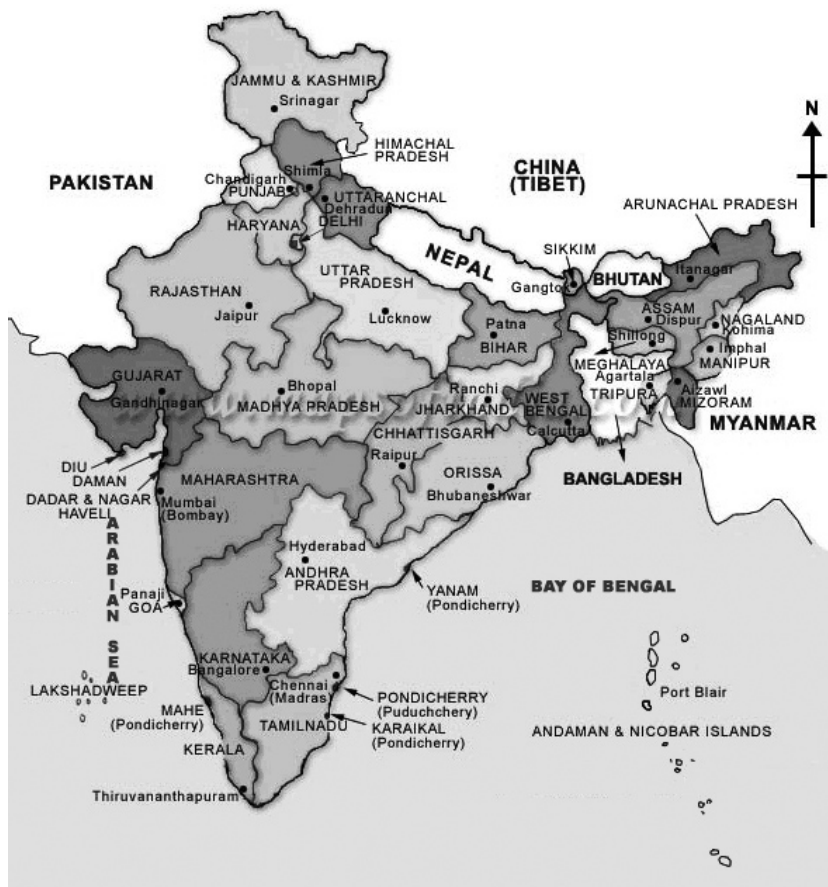 JAMMU & KASHMIR
Srinagar
N
HIMACHAL
PRADESH
CHINA
(TIBET)
PAKISTAN
Shimla
Chandigarh
PUNJAB
UTTARANCHAL
Dehradun
ARUNACHAL PRADESH
HARYANA
DELHI
NEPAL
SIKKIM
Gangtok
BHUTAN
Itanagar
UTTAR
PRADESH
Lucknow
RAJASTHAN
Jaipur
ASSAM
Dispur
NAGALAND
Kohima
Patna
BIHAR
Shillong
MEGHALAYA
Imphal
MANIPUR
Agartala
TRIPURA
Aizawl
MIZORAM
MYANMAR
GUJARAT
Gandhinagar
Bhopal
MADHYA PRADESH
Ranchi
JHARKHAND
WEST
BENGAL
Calcutta
CHHATTISGARH
Raipur
DIU
DAMAN
DADAR & NAGAR
HAVELI
MAHARASHTRA
Mumbai
(Bombay)
ORISSA
Bhubaneshwar
BANGLADESH
ARABIAN SEA
Hyderabad
ANDHRA
PRADESH
YANAM
(Pondicherry)
BAY OF BENGAL
Panaji
GOA
KARNATAKA
Bangalore
LAKSHADWEEP
Chennai
(Madras)
PONDICHERRY
(Puduchchery)
Port Blair
MAHE
(Pondicherry)
TAMILNADU
KARAIKAL
(Pondicherry)
ANDAMAN & NICOBAR ISLANDS
KERALA
Thiruvananthapuram